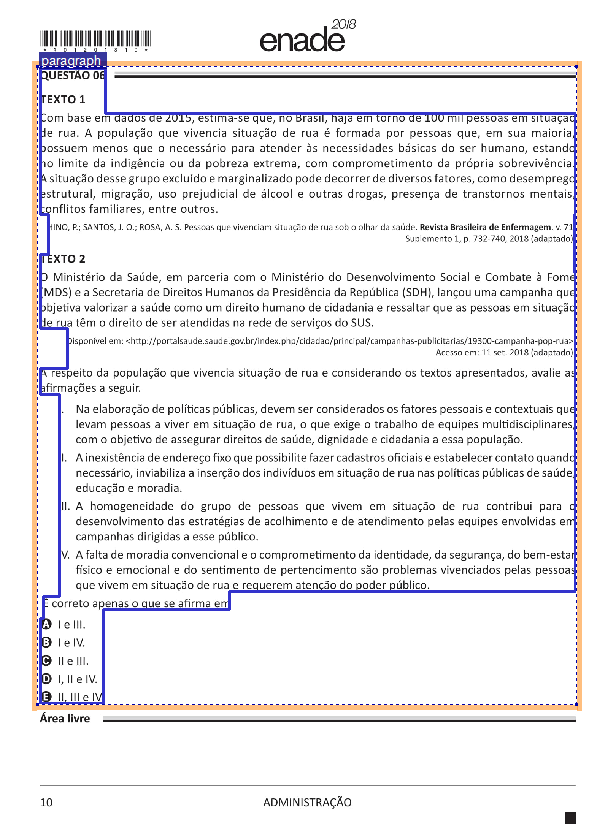 *R0120181 0*
enade 2018
paragraph
QUESTÃO 06
TEXTO 1
Com base em dados de 2015, estima-se que, no Brasil, haja em torno de 100 mil pessoas em situação
de rua. A população que vivencia situação de rua é formada por pessoas que, em sua maioria,
possuem menos que o necessário para atender às necessidades básicas do ser humano, estando
no limite da indigência ou da pobreza extrema, com comprometimento da própria sobrevivência.
A situação desse grupo excluído e marginalizado pode decorrer de diversos fatores, como desemprego
estrutural, migração, uso prejudicial de álcool e outras drogas, presença de transtornos mentais,
conflitos familiares, entre outros.
HINO, P.; SANTOS, J. O.; ROSA, A. S. Pessoas que vivenciam situação de rua sob o olhar da saúde. Revista Brasileira de Enfermagem. v. 71
Suplemento 1, p. 732-740, 2018 (adaptado)
TEXTO 2
O Ministério da Saúde, em parceria com o Ministério do Desenvolvimento Social e Combate à Fome
(MDS) e a Secretaria de Direitos Humanos da Presidência da República (SDH), lançou uma campanha que
objetiva valorizar a saúde como um direito humano de cidadania e ressaltar que as pessoas em situação
de rua têm o direito de ser atendidas na rede de serviços do SUS.
Disponível em: <http://portalsaude.saude.gov.br/index.php/cidadao/principal/campanhas-publicitarias/19300-campanha-pop-rua>
Acesso em: 11 set. 2018 (adaptado)
A respeito da população que vivencia situação de rua e considerando os textos apresentados, avalie as
afirmações a seguir.
I. Na elaboração de políticas públicas, devem ser considerados os fatores pessoais e contextuais que
levam pessoas a viver em situação de rua, o que exige o trabalho de equipes multidisciplinares,
com o objetivo de assegurar direitos de saúde, dignidade e cidadania a essa população.
II. A inexistência de endereço fixo que possibilite fazer cadastros oficiais e estabelecer contato quando
necessário, inviabiliza a inserção dos indivíduos em situação de rua nas políticas públicas de saúde,
educação e moradia.
III. A homogeneidade do grupo de pessoas que vivem em situação de rua contribui para o
desenvolvimento das estratégias de acolhimento e de atendimento pelas equipes envolvidas em
campanhas dirigidas a esse público.
IV. A falta de moradia convencional e o comprometimento da identidade, da segurança, do bem-estar
físico e emocional e do sentimento de pertencimento são problemas vivenciados pelas pessoas
que vivem em situação de rua e requerem atenção do poder público.
É correto apenas o que se afirma em
A I e III.
B I e IV.
C II e III.
D I, II e IV.
E II, III e IV
Área livre
10 ADMINISTRAÇÃO